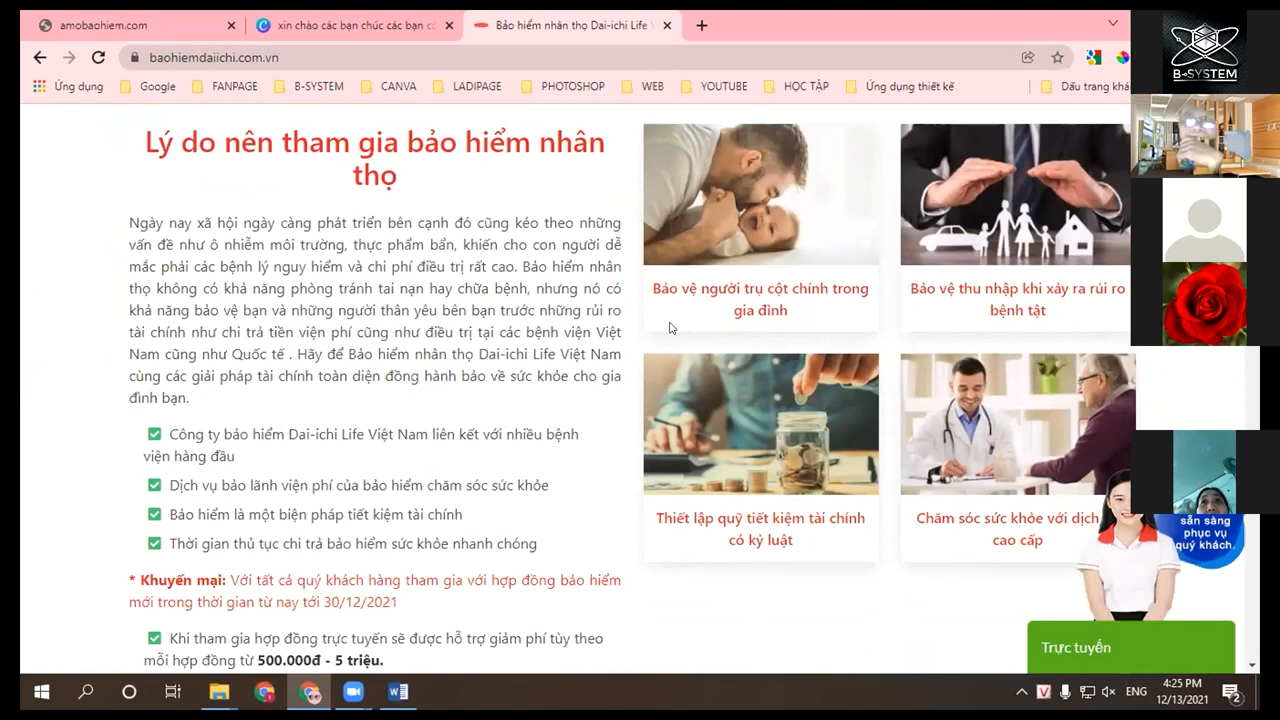 amobaohiem.com
xin chào các bạn chúc các bạn có
Bảo hiểm nhân thọ Dai-ichi Life V
baohiemdaiichi.com.vn
Ứng dụng
Google
FANPAGE
B-SYSTEM
CANVA
LADIPAGE
PHOTOSHOP
WEB
YOUTUBE
HỌC TẬP
Ứng dụng thiết kế
Dấu trang khá
B-SYSTEM
Lý do nên tham gia bảo hiểm nhân
thọ
Ngày nay xã hội ngày càng phát triển bên cạnh đó cũng kéo theo những
vấn đề như ô nhiễm môi trường, thực phẩm bẩn, khiến cho con người dễ
mắc phải các bệnh lý nguy hiểm và chi phí điều trị rất cao. Bảo hiểm nhân
thọ không có khả năng phòng tránh tai nạn hay chữa bệnh, nhưng nó có
khả năng bảo vệ bạn và những người thân yêu bên bạn trước những rủi ro
tài chính như chi trả tiền viện phí cũng như điều trị tại các bệnh viện Việt
Nam cũng như Quốc tế . Hãy để Bảo hiểm nhân thọ Dai-ichi Life Việt Nam
cùng các giải pháp tài chính toàn diện đồng hành bảo về sức khỏe cho gia
đình bạn.
Công ty bảo hiểm Dai-ichi Life Việt Nam liên kết với nhiều bệnh
viện hàng đầu
Dịch vụ bảo lãnh viện phí của bảo hiểm chăm sóc sức khỏe
Bảo hiểm là một biện pháp tiết kiệm tài chính
Thời gian thủ tục chi trả bảo hiểm sức khỏe nhanh chóng
* Khuyến mại: Với tất cả quý khách hàng tham gia với hợp đồng bảo hiểm
mới trong thời gian từ nay tới 30/12/2021
Khi tham gia hợp đồng trực tuyến sẽ được hỗ trợ giảm phí tùy theo
mỗi hợp đồng từ 500.000đ - 5 triệu.
Bảo vệ người trụ cột chính trong
gia đình
Bảo vệ thu nhập khi xảy ra rủi ro
bệnh tật
Thiết lập quỹ tiết kiệm tài chính
có kỷ luật
Chăm sóc sức khỏe với dịch
cao cấp
sẵn sàng
phục vụ
quý khách.
Trực tuyến
ENG
4:25 PM
12/13/2021
2